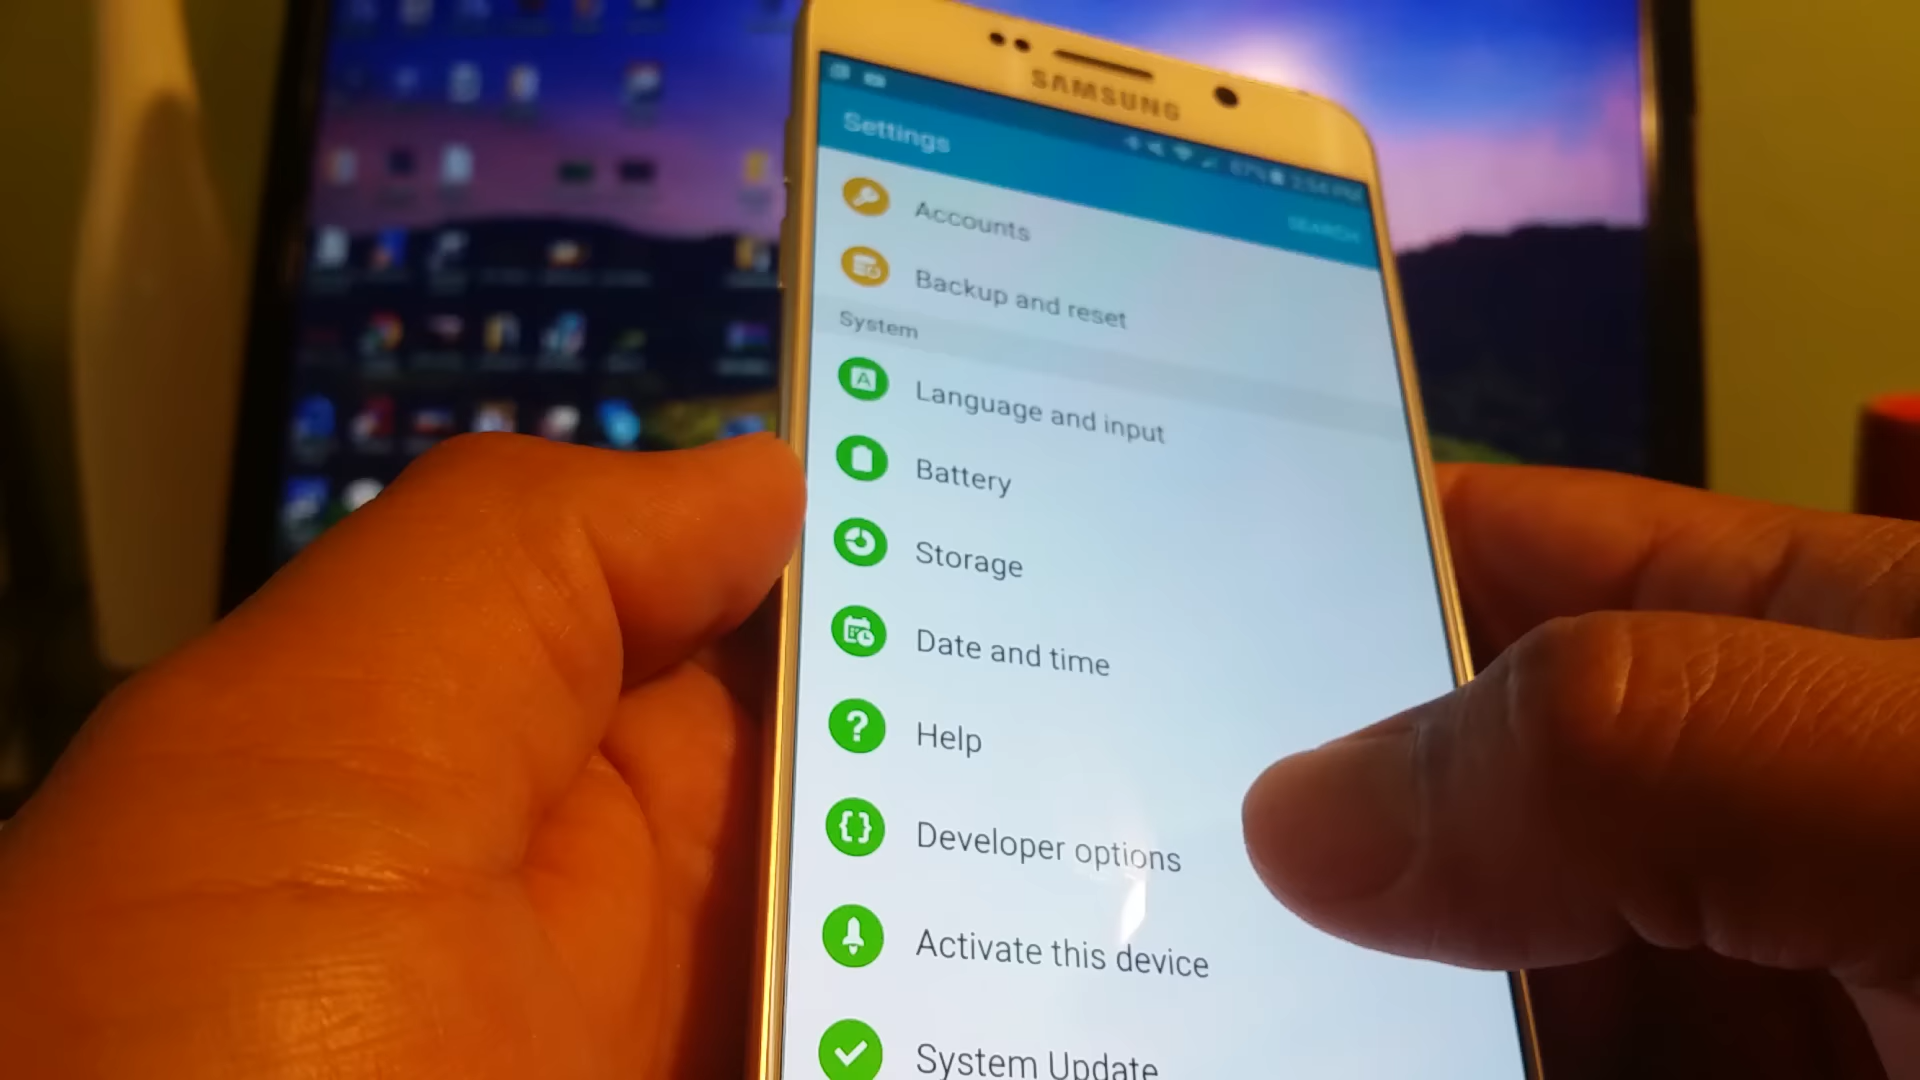 SAMSUNG
Settings
SEARCH
Accounts
Backup and reset
System
Language and input
Battery
Storage
Date and time
Help
Developer options
Activate this device
System Update